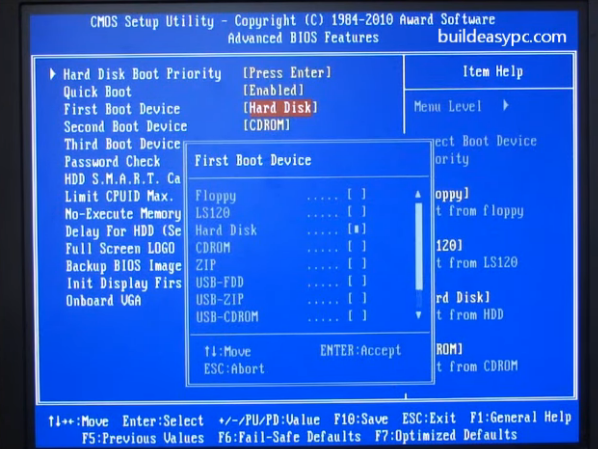 CMOS Setup Utility - Copyright (C) 1984-2010 Award Software
Advanced BIOS Features
buildeasypc.com
Hard Disk Boot Priority [Press Enter]
Quick Boot [Enabled]
First Boot Device [Hard Disk]
Second Boot Device [CDROM]
Third Boot Device
Password Check
HDD S.M.A.R.T. Ca
Limit CPUID Max.
No-Execute Memory
Delay For HDD (Se
Full Screen LOGO
Backup BIOS Image
Init Display Firs
Onboard VGA
First Boot Device
Floppy ..... [ ]
LS120 ..... [ ]
Hard Disk ..... [■]
CDROM ..... [ ]
ZIP ..... [ ]
USB-FDD ..... [ ]
USB-ZIP ..... [ ]
USB-CDROM ..... [ ]
↑↓:Move ENTER:Accept
ESC:Abort
Item Help
Menu Level ▶
ect Boot Device
ority
oppy]
t from floppy
120]
t from LS120
rd Disk]
t from HDD
ROM]
t from CDROM
↑↓→←:Move Enter:Select +/-/PU/PD:Value F10:Save ESC:Exit F1:General Help
F5:Previous Values F6:Fail-Safe Defaults F7:Optimized Defaults